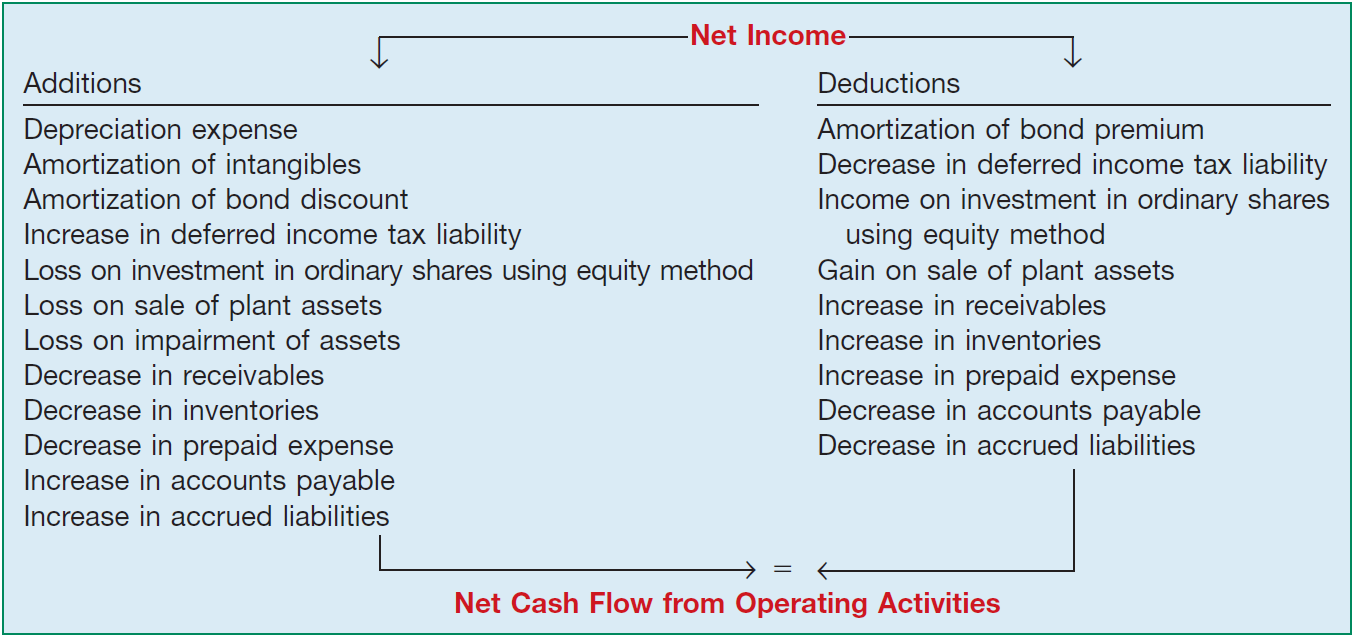 Net Income
Additions
Depreciation expense
Amortization of intangibles
Amortization of bond discount
Increase in deferred income tax liability
Loss on investment in ordinary shares using equity method
Loss on sale of plant assets
Loss on impairment of assets
Decrease in receivables
Decrease in inventories
Decrease in prepaid expense
Increase in accounts payable
Increase in accrued liabilities
Deductions
Amortization of bond premium
Decrease in deferred income tax liability
Income on investment in ordinary shares
using equity method
Gain on sale of plant assets
Increase in receivables
Increase in inventories
Increase in prepaid expense
Decrease in accounts payable
Decrease in accrued liabilities
=
Net Cash Flow from Operating Activities